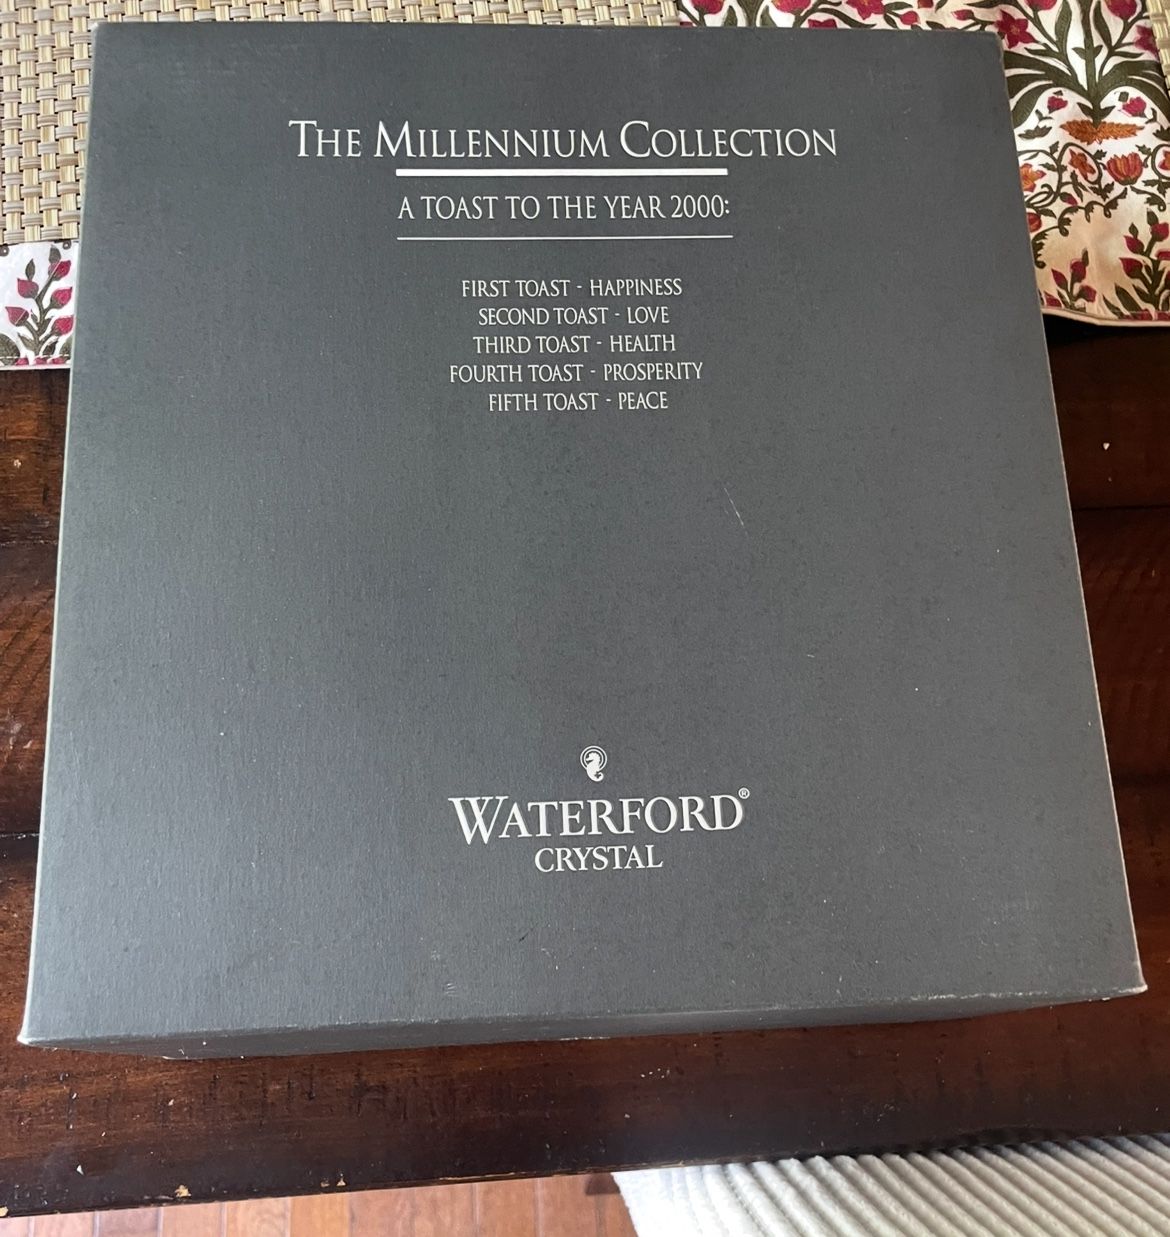 THE MILLENNIUM COLLECTION
A TOAST TO THE YEAR 2000:
FIRST TOAST - HAPPINESS
SECOND TOAST - LOVE
THIRD TOAST - HEALTH
FOURTH TOAST - PROSPERITY
FIFTH TOAST - PEACE
WATERFORD®
CRYSTAL